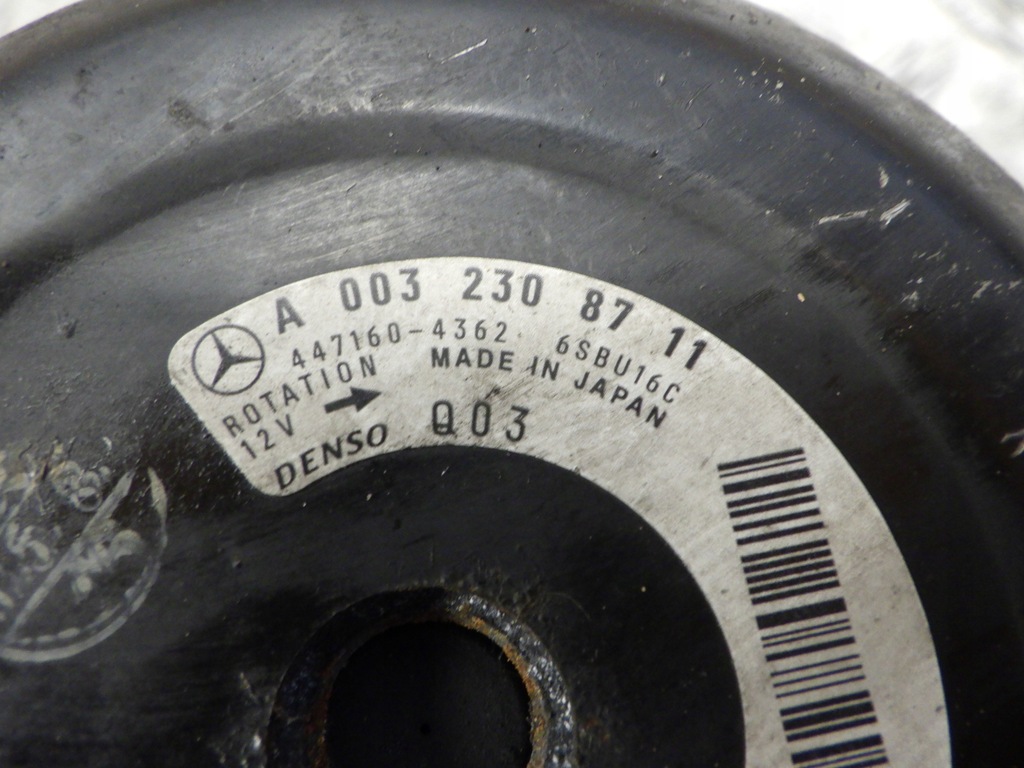 A 003 230 87 11
447160-4362 6SBU16C
ROTATION MADE IN JAPAN
12V
DENSO Q03